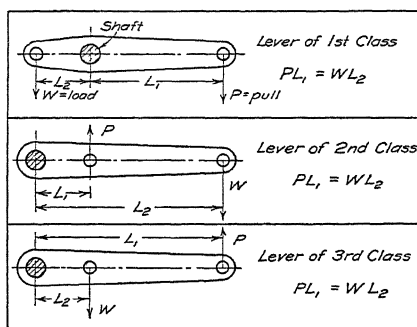 Shaft
Lever of 1st Class
L₂
L₁
PL₁ = WL₂
W=load
P=pull
P
Lever of 2nd Class
L₁
PL₁ = WL₂
W
L₂
L₁
P
Lever of 3rd Class
L₂
W
PL₁ = WL₂